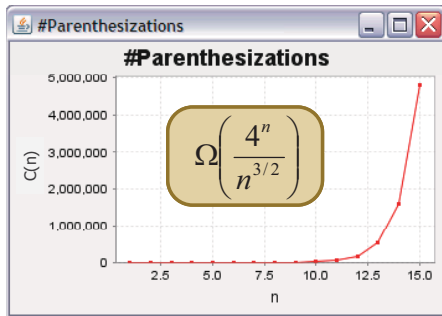 #Parenthesizations
#Parenthesizations
5,000,000
4,000,000
3,000,000
2,000,000
1,000,000
0
C(n)
Ω(4^n / n^{3/2})
2.5 5.0 7.5 10.0 12.5 15.0
n